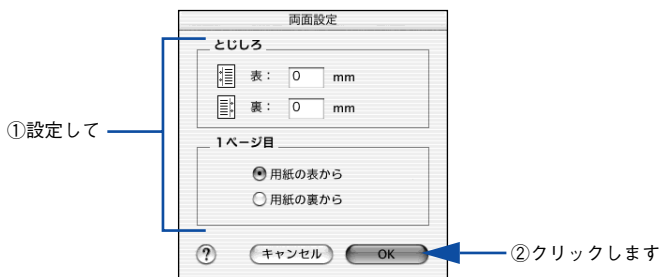 両面設定
とじしろ
表： 0 mm
裏： 0 mm
①設定して
1ページ目
用紙の表から
用紙の裏から
? キャンセル OK
②クリックします